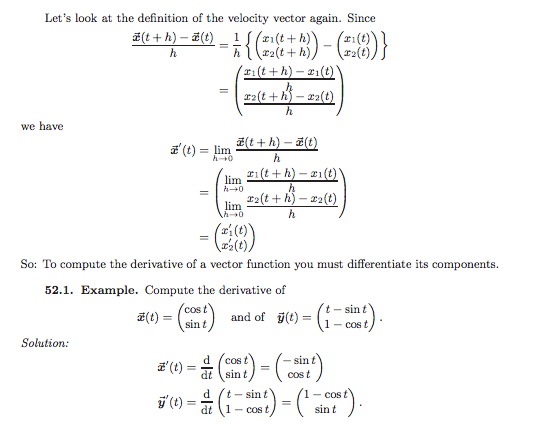 Let's look at the definition of the velocity vector again. Since
$\frac{\vec{x}(t+h) - \vec{x}(t)}{h} = \frac{1}{h}\left\{\begin{pmatrix} x_1(t+h) \\ x_2(t+h) \end{pmatrix} - \begin{pmatrix} x_1(t) \\ x_2(t) \end{pmatrix}\right\}$
$= \begin{pmatrix} \frac{x_1(t+h) - x_1(t)}{h} \\ \frac{x_2(t+h) - x_2(t)}{h} \end{pmatrix}$
we have
$\vec{x}'(t) = \lim_{h \to 0} \frac{\vec{x}(t+h) - \vec{x}(t)}{h}$
$= \begin{pmatrix} \lim_{h \to 0} \frac{x_1(t+h) - x_1(t)}{h} \\ \lim_{h \to 0} \frac{x_2(t+h) - x_2(t)}{h} \end{pmatrix}$
$= \begin{pmatrix} x_1'(t) \\ x_2'(t) \end{pmatrix}$
So: To compute the derivative of a vector function you must differentiate its components.
52.1. Example. Compute the derivative of
$\vec{x}(t) = \begin{pmatrix} \cos t \\ \sin t \end{pmatrix}$ and of $\vec{y}(t) = \begin{pmatrix} t - \sin t \\ 1 - \cos t \end{pmatrix}$.
Solution:
$\vec{x}'(t) = \frac{d}{dt} \begin{pmatrix} \cos t \\ \sin t \end{pmatrix} = \begin{pmatrix} -\sin t \\ \cos t \end{pmatrix}$
$\vec{y}'(t) = \frac{d}{dt} \begin{pmatrix} t - \sin t \\ 1 - \cos t \end{pmatrix} = \begin{pmatrix} 1 - \cos t \\ \sin t \end{pmatrix}$.